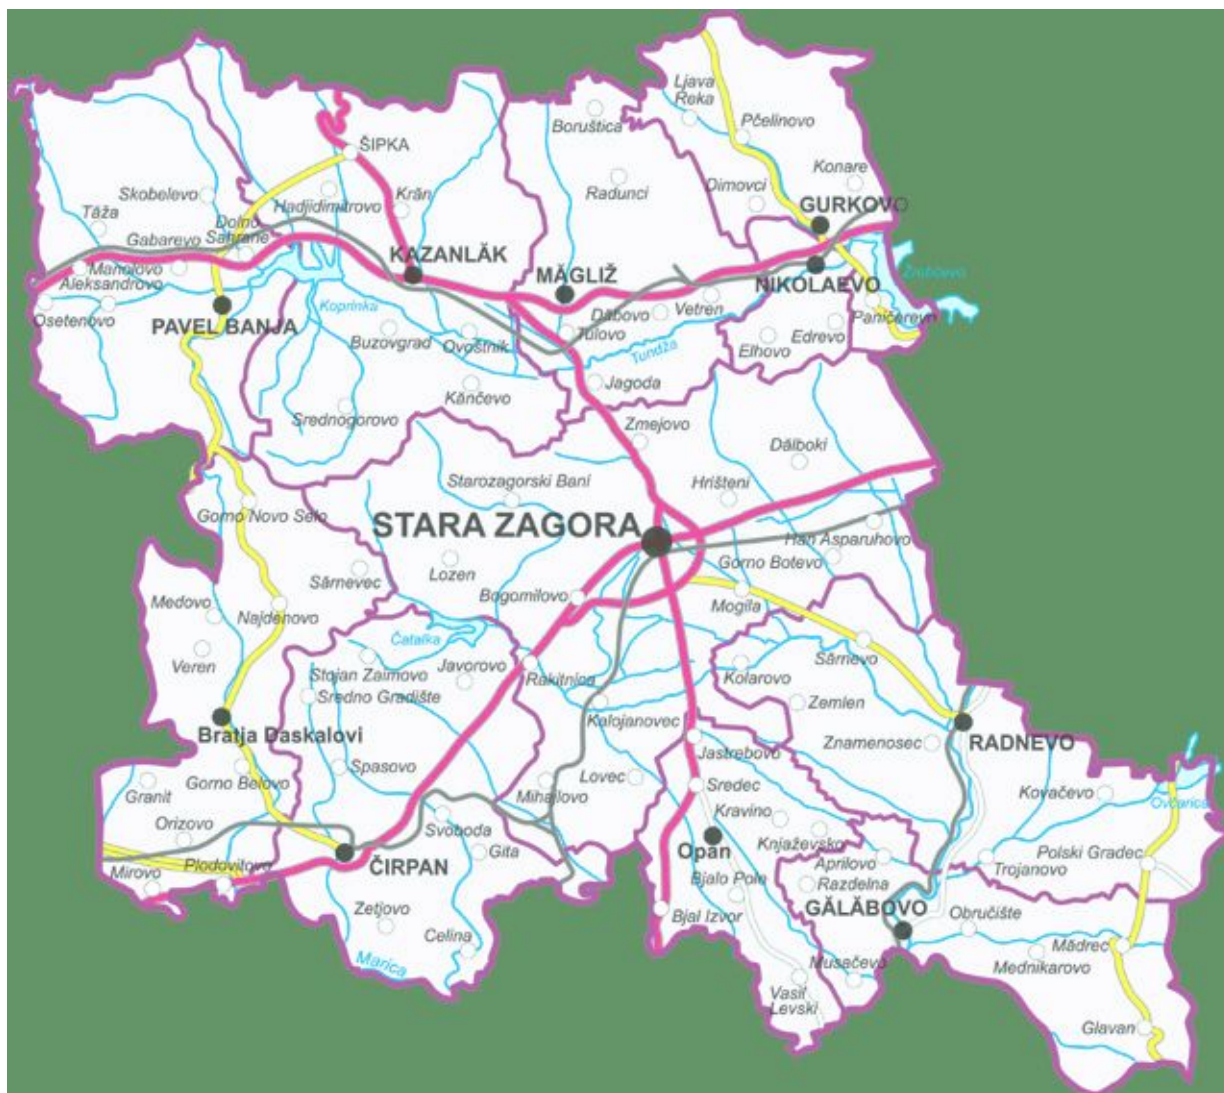 Ljava
Reka
Boruštica
Pčelinovo
ŠIPKA
Konare
Radunci
Dimovci
Skobelevo
Hadjidimitrovo
Krăn
GURKOVO
Tăža
Dolno
Sahrane
Gabarevo
KAZANLĂK
Manolovo
MĂGLIŽ
NIKOLAEVO
Žrebčevo
Aleksandrovo
Osetenovo
PAVEL BANJA
Koprinka
Dăbovo
Vetren
Paničerevo
Buzovgrad
Ovoštnik
Tulovo
Edrevo
Elhovo
Tundža
Jagoda
Kănčevo
Srednogorovo
Zmejovo
Dălboki
Starozagorski Bani
Hrišteni
Gorno Novo Selo
STARA ZAGORA
Han Asparuhovo
Gorno Botevo
Lozen
Sărnevec
Bogomilovo
Medovo
Najdenovo
Mogila
Čatalka
Veren
Stojan Zaimovo
Javorovo
Rakitnica
Kolarovo
Sărnevo
Sredno Gradište
Zemlen
Kalojanovec
Bratja Daskalovi
Znamenosec
RADNEVO
Jastrebovo
Spasovo
Gorno Belovo
Granit
Lovec
Sredec
Mihajlovo
Kovačevo
Ovčarica
Kravino
Orizovo
Svoboda
Knjaževsko
Opan
Gita
Polski Gradec
Aprilovo
Trojanovo
Plodovitovo
ČIRPAN
Mirovo
Bjalo Pole
Razdelna
GĂLĂBOVO
Bjal Izvor
Obručište
Zetjovo
Celina
Mădrec
Marica
Musačevo
Mednikarovo
Vasil
Levski
Glavan